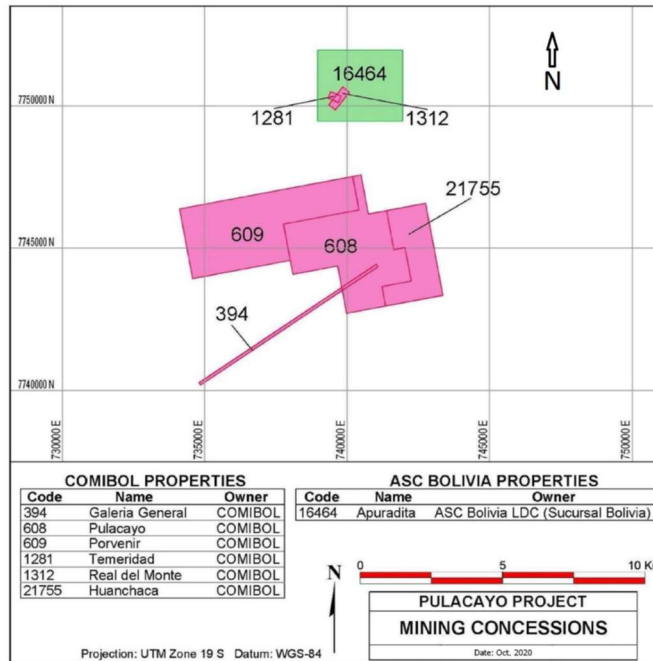 16464
N
7750000 N
1281
1312
21755
609
608
7745000 N
394
7740000 N
730000 E
735000 E
740000 E
745000 E
750000 E
COMIBOL PROPERTIES
Code Name Owner
394 Galeria General COMIBOL
608 Pulacayo COMIBOL
609 Porvenir COMIBOL
1281 Temeridad COMIBOL
1312 Real del Monte COMIBOL
21755 Huanchaca COMIBOL
ASC BOLIVIA PROPERTIES
Code Name Owner
16464 Apuradita ASC Bolivia LDC (Sucursal Bolivia)
N
0 5 10
PULACAYO PROJECT
MINING CONCESSIONS
Date: Oct. 2020
Projection: UTM Zone 19 S Datum: WGS-84